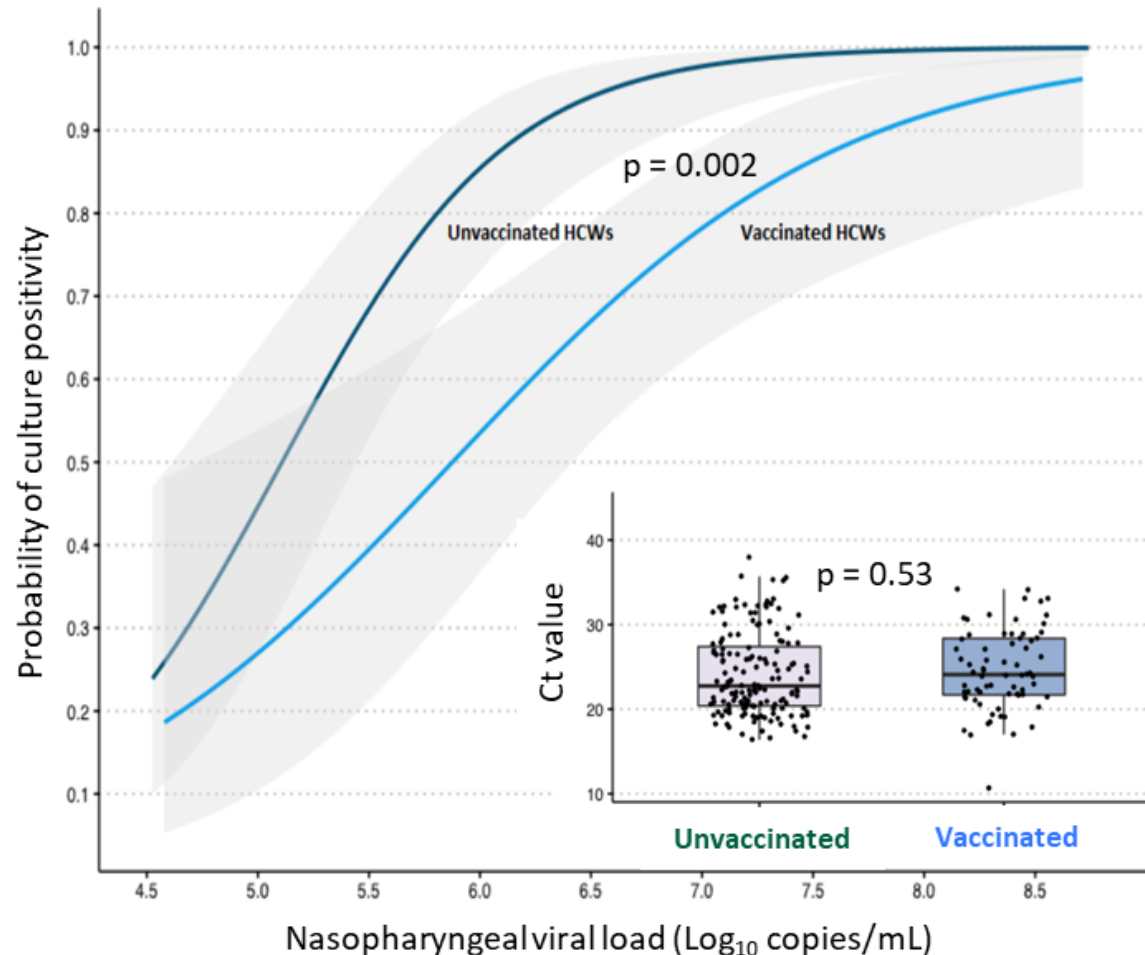 Probability of culture positivity
1.0
0.9
0.8
0.7
0.6
0.5
0.4
0.3
0.2
0.1
p = 0.002
Unvaccinated HCWs
Vaccinated HCWs
Ct value
40
30
20
10
p = 0.53
Unvaccinated
Vaccinated
4.5 5.0 5.5 6.0 6.5 7.0 7.5 8.0 8.5
Nasopharyngeal viral load (Log₁₀ copies/mL)